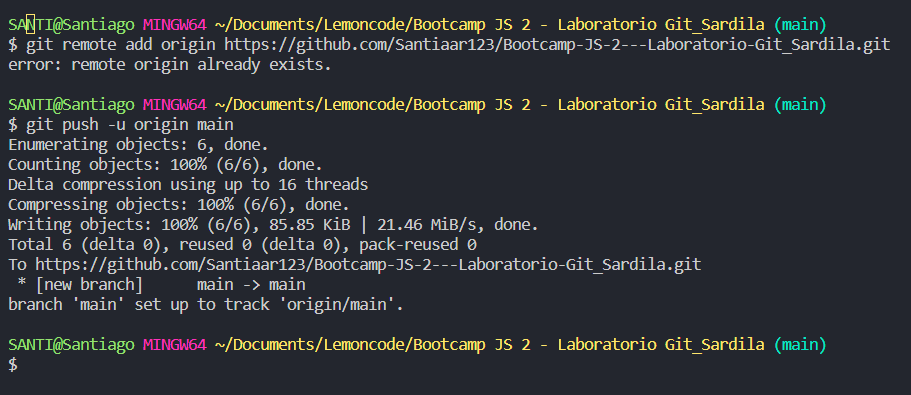 SANTI@Santiago MINGW64 ~/Documents/Lemoncode/Bootcamp JS 2 - Laboratorio Git_Sardila (main)
$ git remote add origin https://github.com/Santiaar123/Bootcamp-JS-2---Laboratorio-Git_Sardila.git
error: remote origin already exists.
SANTI@Santiago MINGW64 ~/Documents/Lemoncode/Bootcamp JS 2 - Laboratorio Git_Sardila (main)
$ git push -u origin main
Enumerating objects: 6, done.
Counting objects: 100% (6/6), done.
Delta compression using up to 16 threads
Compressing objects: 100% (6/6), done.
Writing objects: 100% (6/6), 85.85 KiB | 21.46 MiB/s, done.
Total 6 (delta 0), reused 0 (delta 0), pack-reused 0
To https://github.com/Santiaar123/Bootcamp-JS-2---Laboratorio-Git_Sardila.git
 * [new branch]      main -> main
branch 'main' set up to track 'origin/main'.
SANTI@Santiago MINGW64 ~/Documents/Lemoncode/Bootcamp JS 2 - Laboratorio Git_Sardila (main)
$